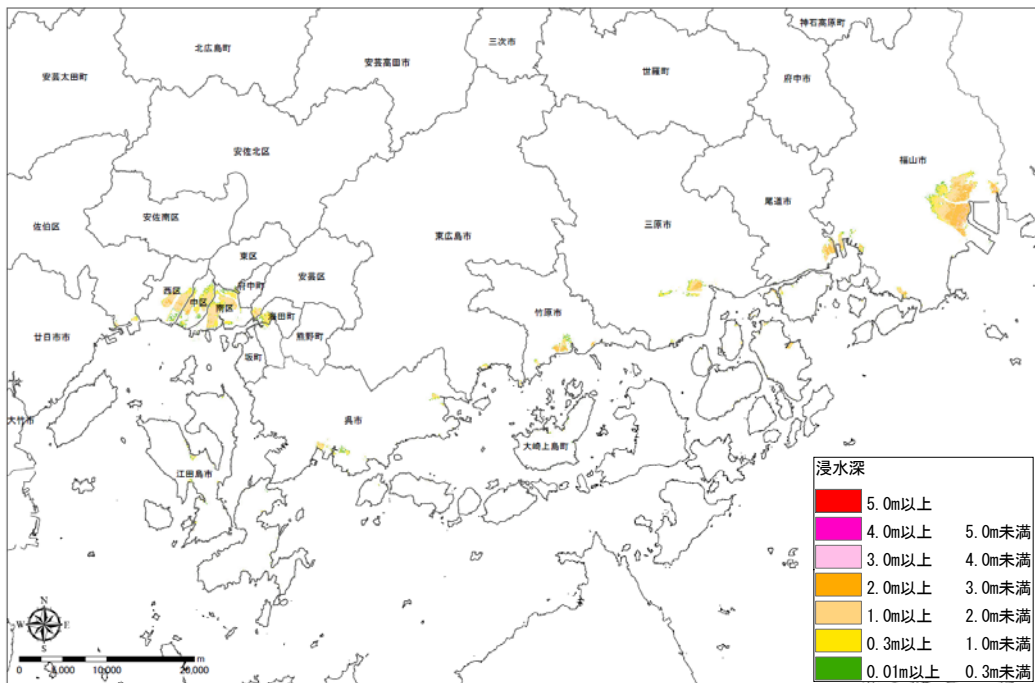 神石高原町
三次市
北広島町
安芸高田市
安芸太田町
世羅町
府中市
安佐北区
福山市
安佐南区
尾道市
佐伯区
三原市
東広島市
東区
安芸区
府中町
西区
中区
南区
海田町
竹原市
廿日市市
熊野町
坂町
大竹市
呉市
大崎上島町
江田島市
浸水深
5.0m以上
4.0m以上 5.0m未満
3.0m以上 4.0m未満
2.0m以上 3.0m未満
1.0m以上 2.0m未満
0.3m以上 1.0m未満
0.01m以上 0.3m未満
N
W E
S
m
0 5,000 10,000 20,000